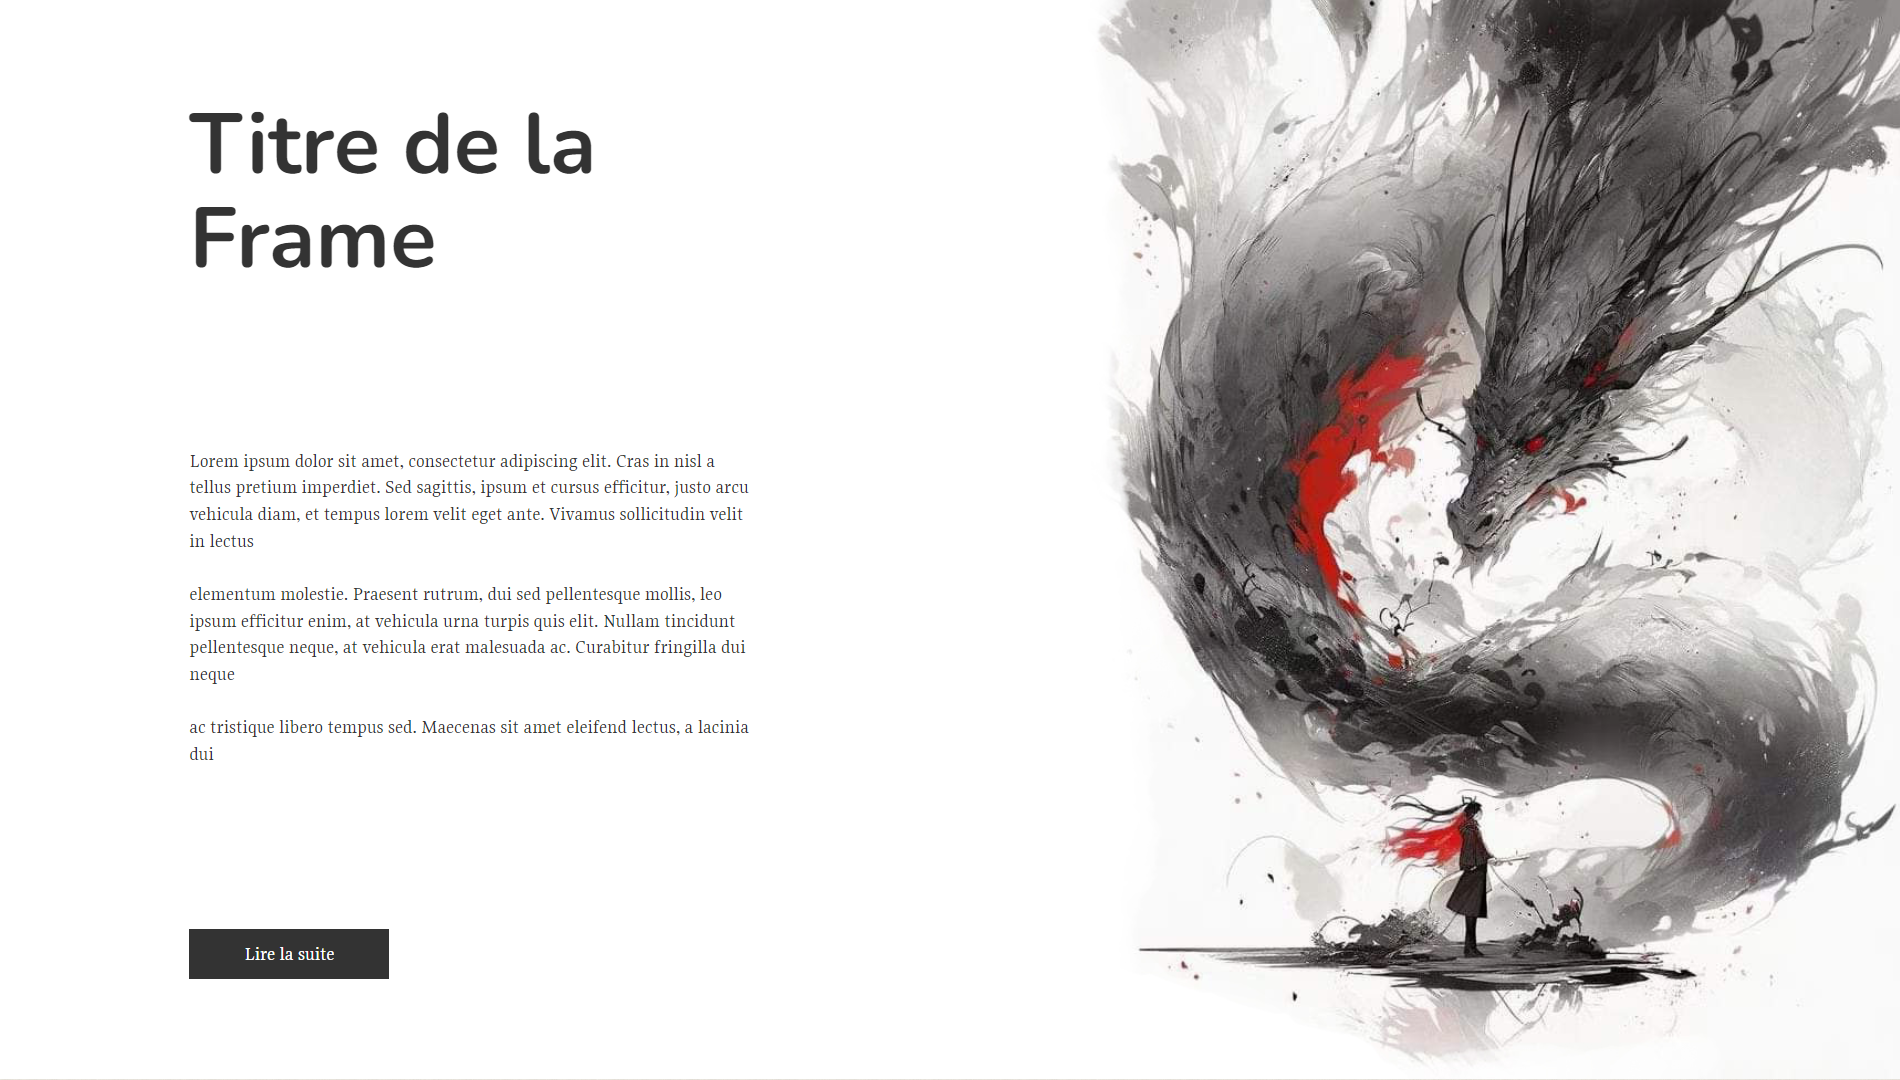 Titre de la
Frame
Lorem ipsum dolor sit amet, consectetur adipiscing elit. Cras in nisl a
tellus pretium imperdiet. Sed sagittis, ipsum et cursus efficitur, justo arcu
vehicula diam, et tempus lorem velit eget ante. Vivamus sollicitudin velit
in lectus
elementum molestie. Praesent rutrum, dui sed pellentesque mollis, leo
ipsum efficitur enim, at vehicula urna turpis quis elit. Nullam tincidunt
pellentesque neque, at vehicula erat malesuada ac. Curabitur fringilla dui
neque
ac tristique libero tempus sed. Maecenas sit amet eleifend lectus, a lacinia
dui
Lire la suite